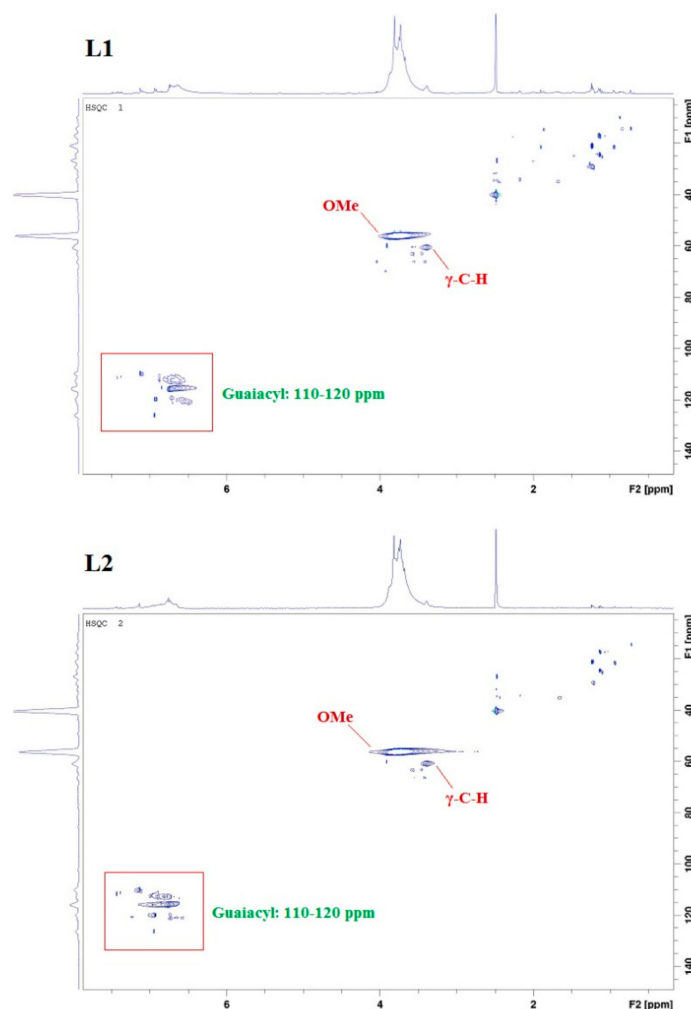 L1
HSQC 1
F1 [ppm]
OMe
40
60
γ-C-H
80
100
Guaiacyl: 110-120 ppm
120
140
6
4
2
F2 [ppm]
L2
HSQC 2
F1 [ppm]
OMe
40
60
γ-C-H
80
100
Guaiacyl: 110-120 ppm
120
140
6
4
2
F2 [ppm]